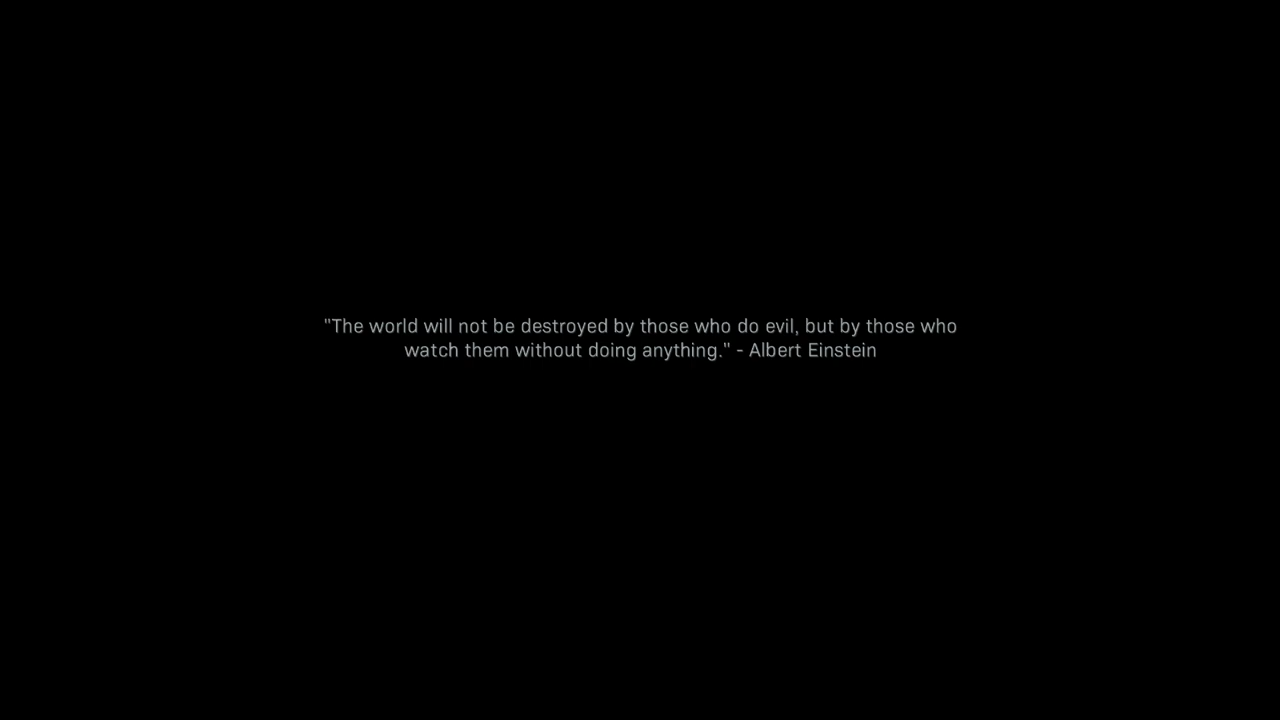 "The world will not be destroyed by those who do evil, but by those who
watch them without doing anything." - Albert Einstein